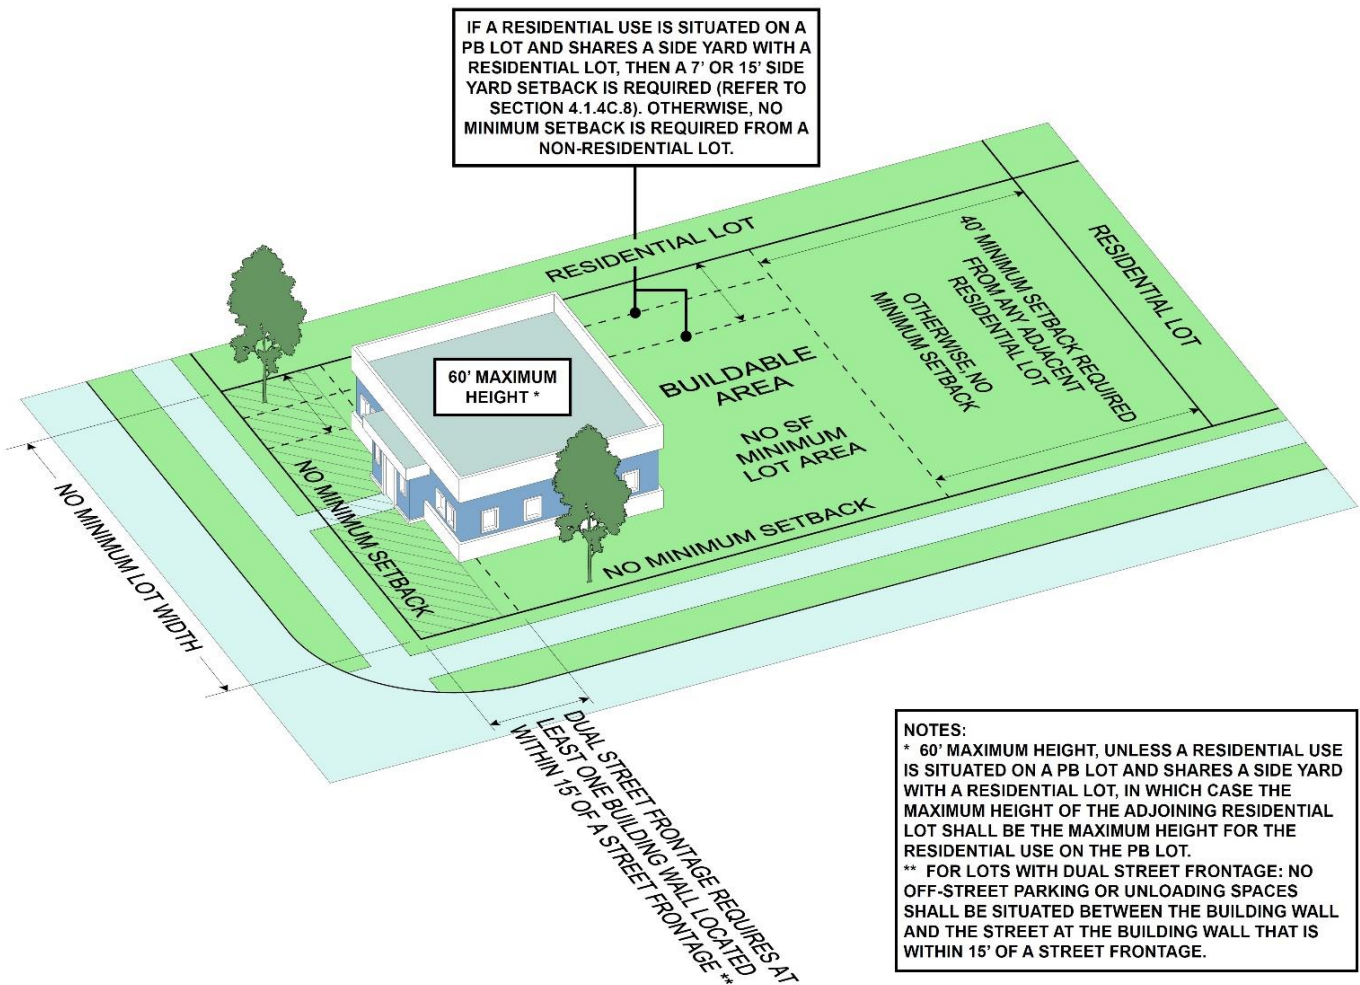 IF A RESIDENTIAL USE IS SITUATED ON A
PB LOT AND SHARES A SIDE YARD WITH A
RESIDENTIAL LOT, THEN A 7' OR 15' SIDE
YARD SETBACK IS REQUIRED (REFER TO
SECTION 4.1.4C.8). OTHERWISE, NO
MINIMUM SETBACK IS REQUIRED FROM A
NON-RESIDENTIAL LOT.
RESIDENTIAL LOT
RESIDENTIAL LOT
40' MINIMUM SETBACK REQUIRED
FROM ANY ADJACENT
RESIDENTIAL LOT
OTHERWISE, NO
MINIMUM SETBACK
60' MAXIMUM
HEIGHT *
BUILDABLE
AREA
NO SF
MINIMUM
LOT AREA
NO MINIMUM SETBACK
NO MINIMUM SETBACK
NO MINIMUM LOT WIDTH
DUAL STREET FRONTAGE REQUIRES AT
LEAST ONE BUILDING WALL LOCATED
WITHIN 15' OF A STREET FRONTAGE **
NOTES:
* 60' MAXIMUM HEIGHT, UNLESS A RESIDENTIAL USE
IS SITUATED ON A PB LOT AND SHARES A SIDE YARD
WITH A RESIDENTIAL LOT, IN WHICH CASE THE
MAXIMUM HEIGHT OF THE ADJOINING RESIDENTIAL
LOT SHALL BE THE MAXIMUM HEIGHT FOR THE
RESIDENTIAL USE ON THE PB LOT.
** FOR LOTS WITH DUAL STREET FRONTAGE: NO
OFF-STREET PARKING OR UNLOADING SPACES
SHALL BE SITUATED BETWEEN THE BUILDING WALL
AND THE STREET AT THE BUILDING WALL THAT IS
WITHIN 15' OF A STREET FRONTAGE.